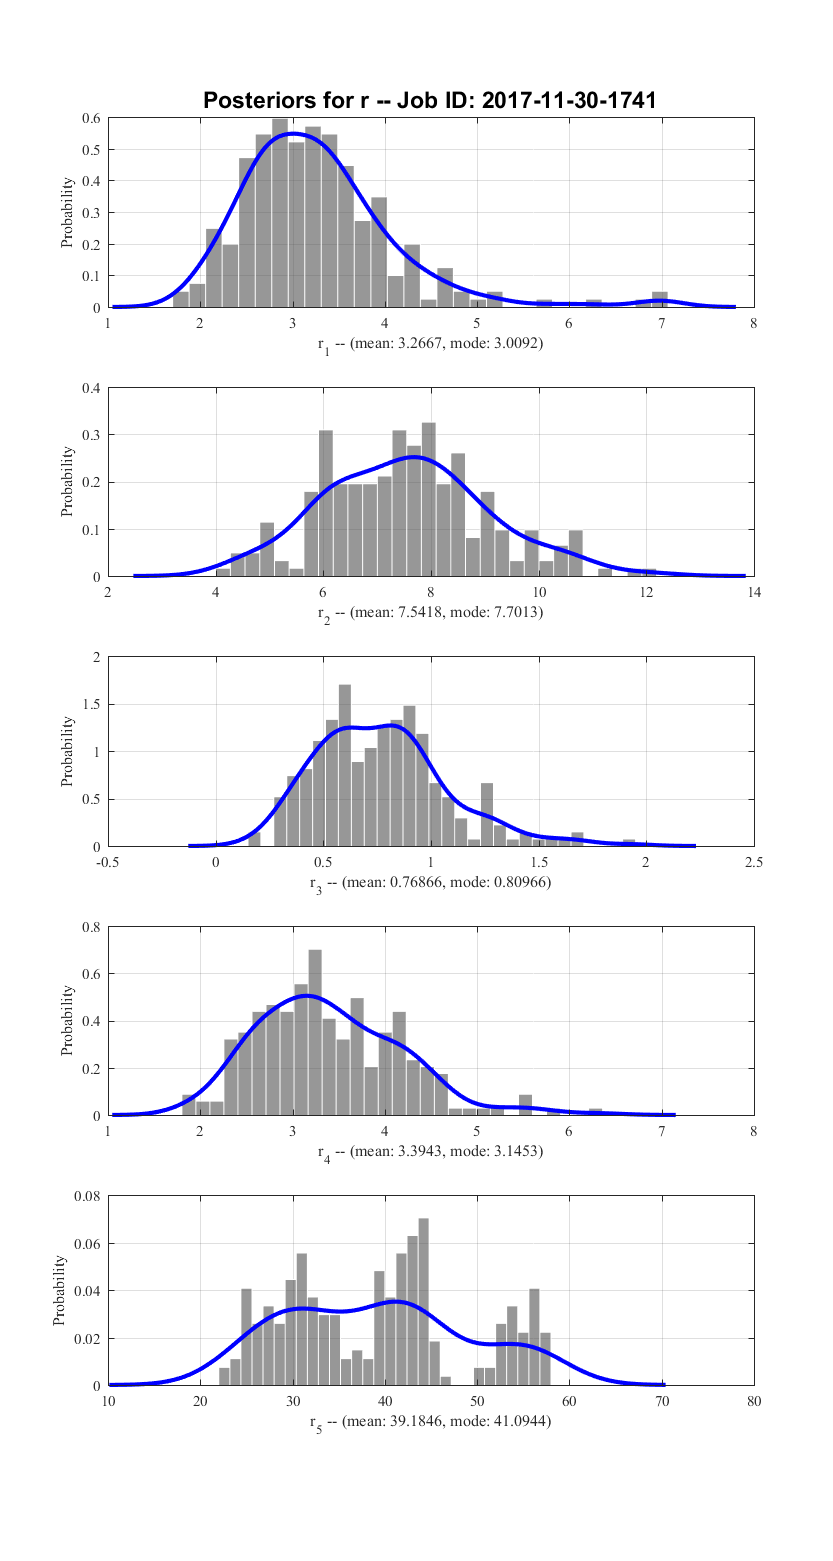 Posteriors for r -- Job ID: 2017-11-30-1741
0.6
0.5
0.4
0.3
0.2
0.1
0
Probability
1 2 3 4 5 6 7 8
r1 -- (mean: 3.2667, mode: 3.0092)
0.4
0.3
0.2
0.1
0
Probability
2 4 6 8 10 12 14
r2 -- (mean: 7.5418, mode: 7.7013)
2
1.5
1
0.5
0
Probability
-0.5 0 0.5 1 1.5 2 2.5
r3 -- (mean: 0.76866, mode: 0.80966)
0.8
0.6
0.4
0.2
0
Probability
1 2 3 4 5 6 7 8
r4 -- (mean: 3.3943, mode: 3.1453)
0.08
0.06
0.04
0.02
0
Probability
10 20 30 40 50 60 70 80
r5 -- (mean: 39.1846, mode: 41.0944)